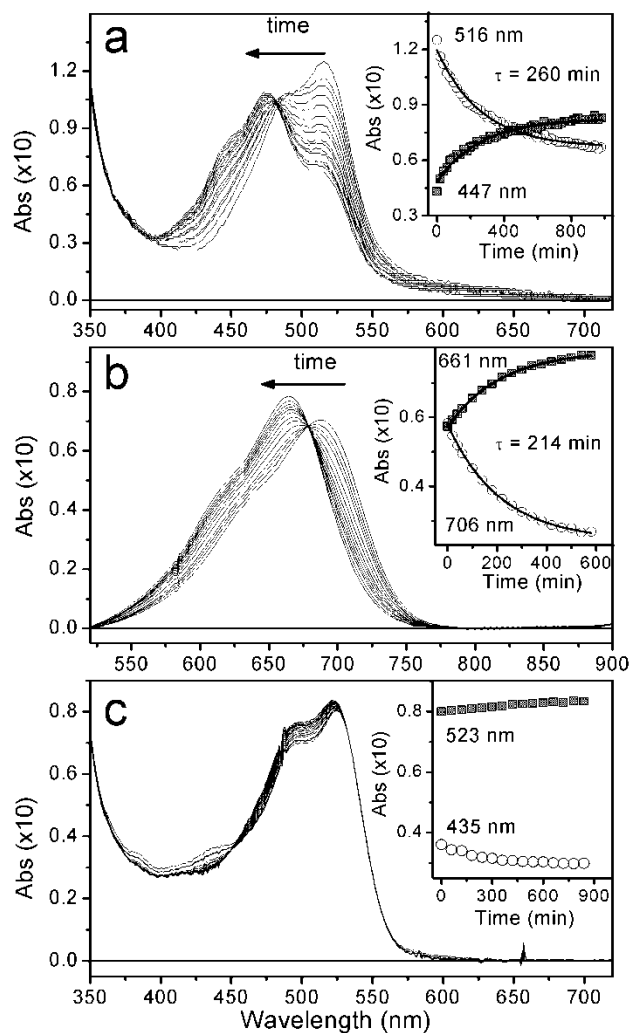 a
time
516 nm
τ = 260 min
447 nm
1.2
0.9
0.6
0.3
Abs (x10)
0 400 800
Time (min)
1.2
0.9
0.6
0.3
0.0
Abs (x10)
350 400 450 500 550 600 650 700
b
time
661 nm
τ = 214 min
706 nm
0.6
0.4
Abs (x10)
0 200 400 600
Time (min)
0.8
0.6
0.4
0.2
0.0
Abs (x10)
550 600 650 700 750 800 850 900
c
523 nm
435 nm
0.8
0.6
0.4
Abs (x10)
0 300 600 900
Time (min)
0.8
0.6
0.4
0.2
0.0
Abs (x10)
350 400 450 500 550 600 650 700
Wavelength (nm)